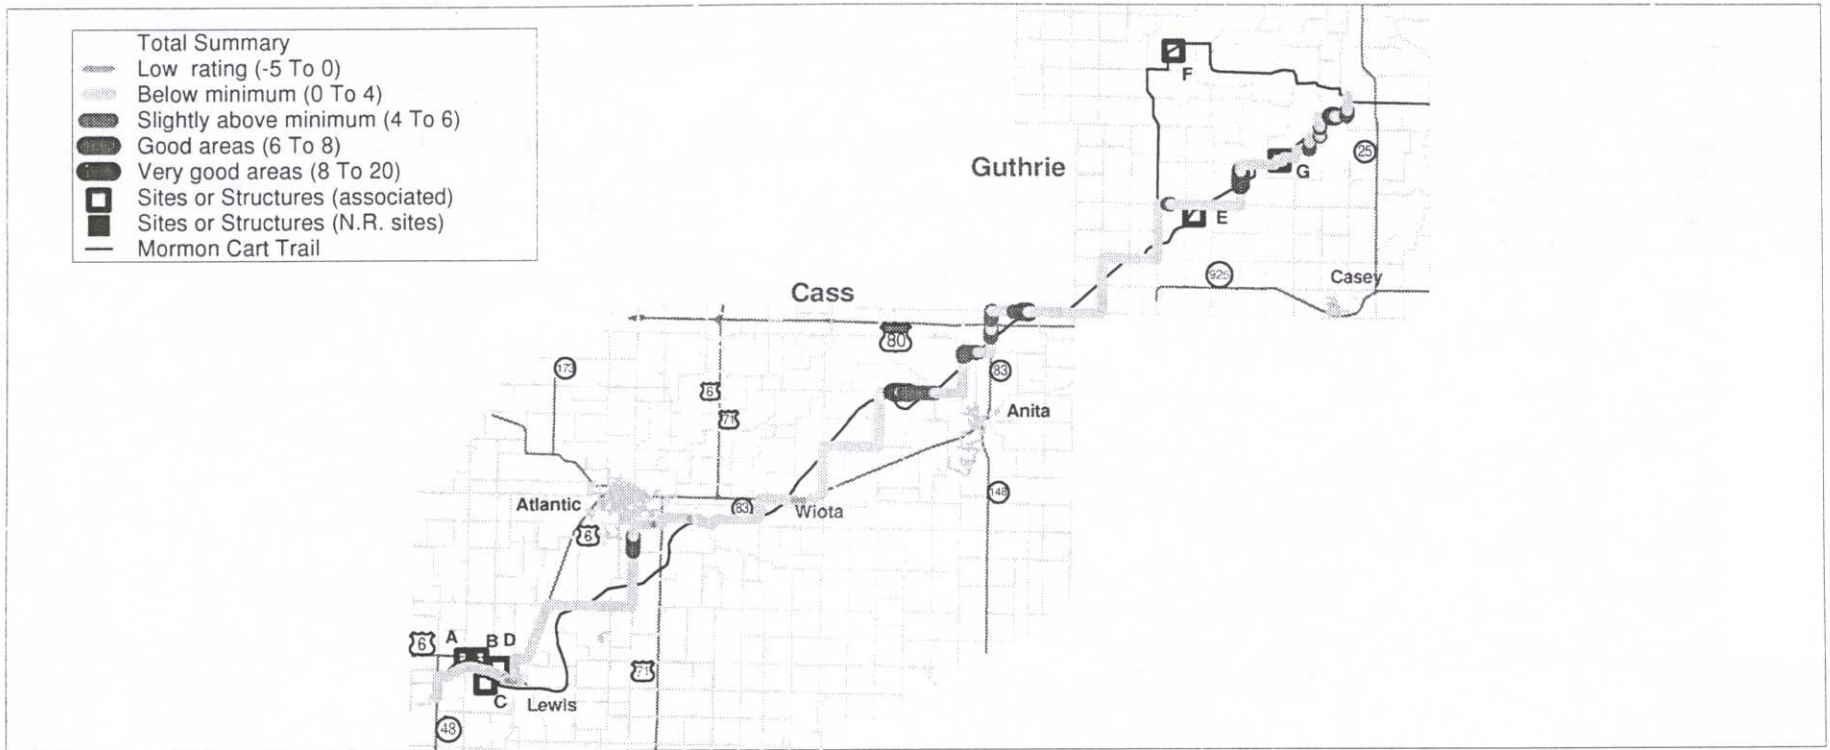 Total Summary
Low rating (-5 To 0)
Below minimum (0 To 4)
Slightly above minimum (4 To 6)
Good areas (6 To 8)
Very good areas (8 To 20)
Sites or Structures (associated)
Sites or Structures (N.R. sites)
Mormon Cart Trail
F
25
Guthrie
G
E
925
Casey
Cass
80
173
83
6
71
Anita
148
Atlantic
83
Wiota
6
6
A
B D
71
C
Lewis
48